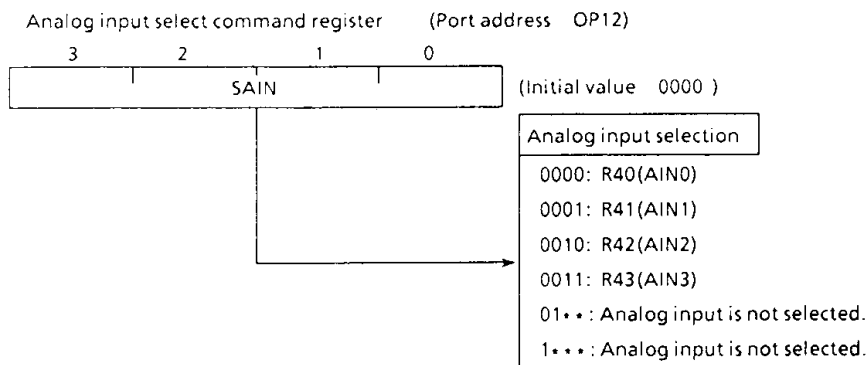 Analog input select command register (Port address OP12)
3 2 1 0
SAIN (Initial value 0000 )
Analog input selection
0000: R40(AIN0)
0001: R41(AIN1)
0010: R42(AIN2)
0011: R43(AIN3)
01** : Analog input is not selected.
1*** : Analog input is not selected.